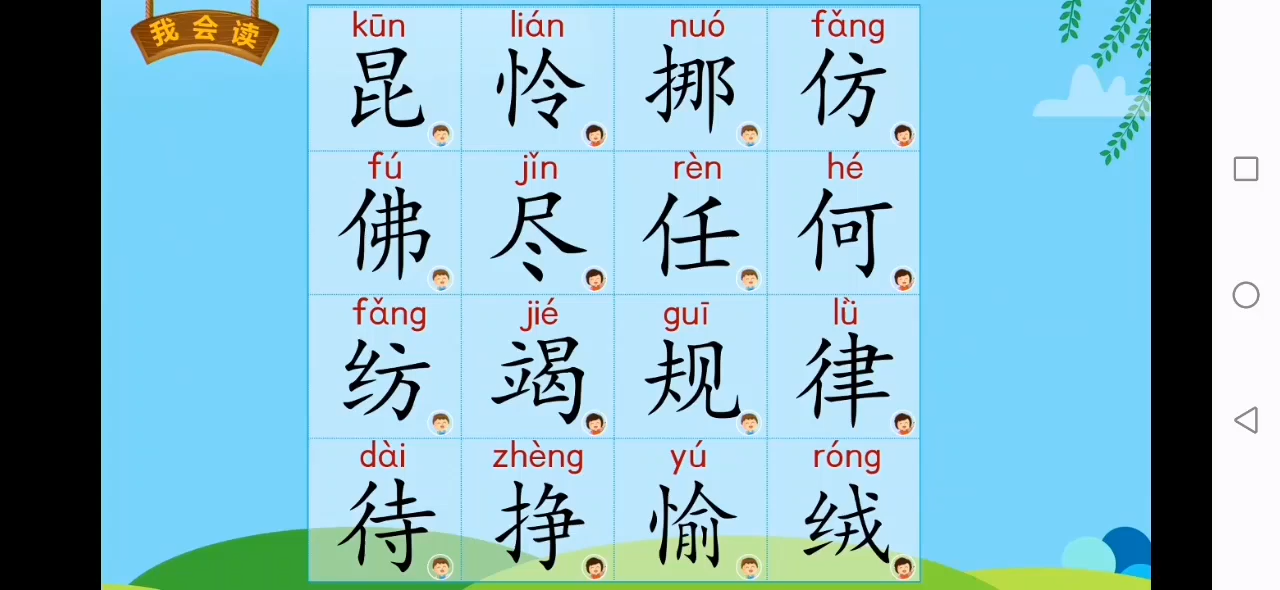 我会读
kūn lián nuó fǎng
昆 怜 挪 仿
fú jǐn rèn hé
佛 尽 任 何
fǎng jié guī lǜ
纺 竭 规 律
dài zhèng yú róng
待 挣 愉 绒